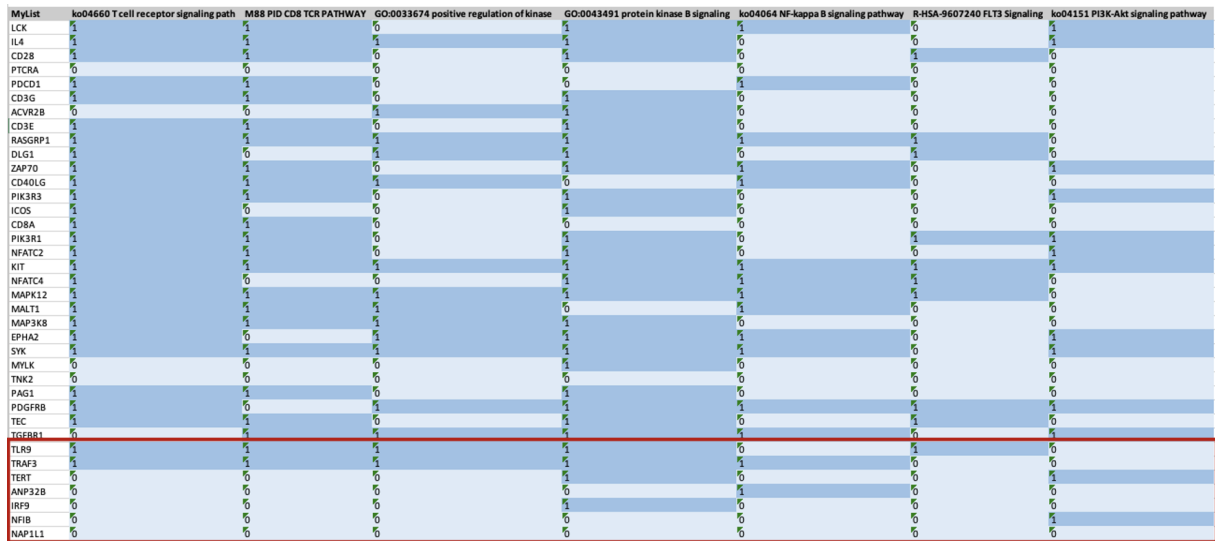 MyList ko04660 T cell receptor signaling path M88 PID CD8 TCR PATHWAY GO:0033674 positive regulation of kinase GO:0043491 protein kinase B signaling ko04064 NF-kappa B signaling pathway R-HSA-9607240 FLT3 Signaling ko04151 PI3K-Akt signaling pathway
LCK 1 1 0 1 1 0 1
IL4 1 1 1 1 0 0 1
CD28 1 1 0 1 0 1 0
PTCRA 0 0 0 0 0 0 0
PDCD1 1 1 0 0 1 0 0
CD3G 1 1 0 1 0 0 0
ACVR2B 0 0 1 1 0 0 0
CD3E 1 1 0 1 0 0 0
RASGRP1 1 1 1 1 1 1 0
DLG1 1 0 1 1 0 1 0
ZAP70 1 1 0 1 1 0 1
CD40LG 1 1 1 0 1 0 0
PIK3R3 1 1 0 1 0 0 1
ICOS 1 0 0 1 0 0 0
CD8A 1 1 0 0 0 0 0
PIK3R1 1 1 0 1 0 1 1
NFATC2 1 1 0 1 0 0 1
KIT 1 1 1 1 1 1 1
NFATC4 1 0 0 1 1 1 0
MAPK12 1 1 1 1 1 1 0
MALT1 1 1 1 0 1 0 0
MAP3K8 1 1 1 1 0 0 0
EPHA2 1 0 1 1 1 0 1
SYK 1 1 1 1 1 0 1
MYLK 0 0 0 1 0 0 0
TNK2 0 0 0 0 0 0 0
PAG1 1 1 0 1 0 0 0
PDGFRB 1 0 1 1 1 1 1
TEC 1 1 0 1 0 1 1
TGFBR1 0 1 1 1 1 0 1
TLR9 1 1 1 1 0 1 0
TRAF3 1 1 1 1 1 0 0
TERT 0 0 0 1 0 0 1
ANP32B 0 0 0 0 1 0 0
IRF9 0 0 0 1 0 0 0
NFIB 0 0 0 0 0 0 1
NAP1L1 0 0 0 0 0 0 0